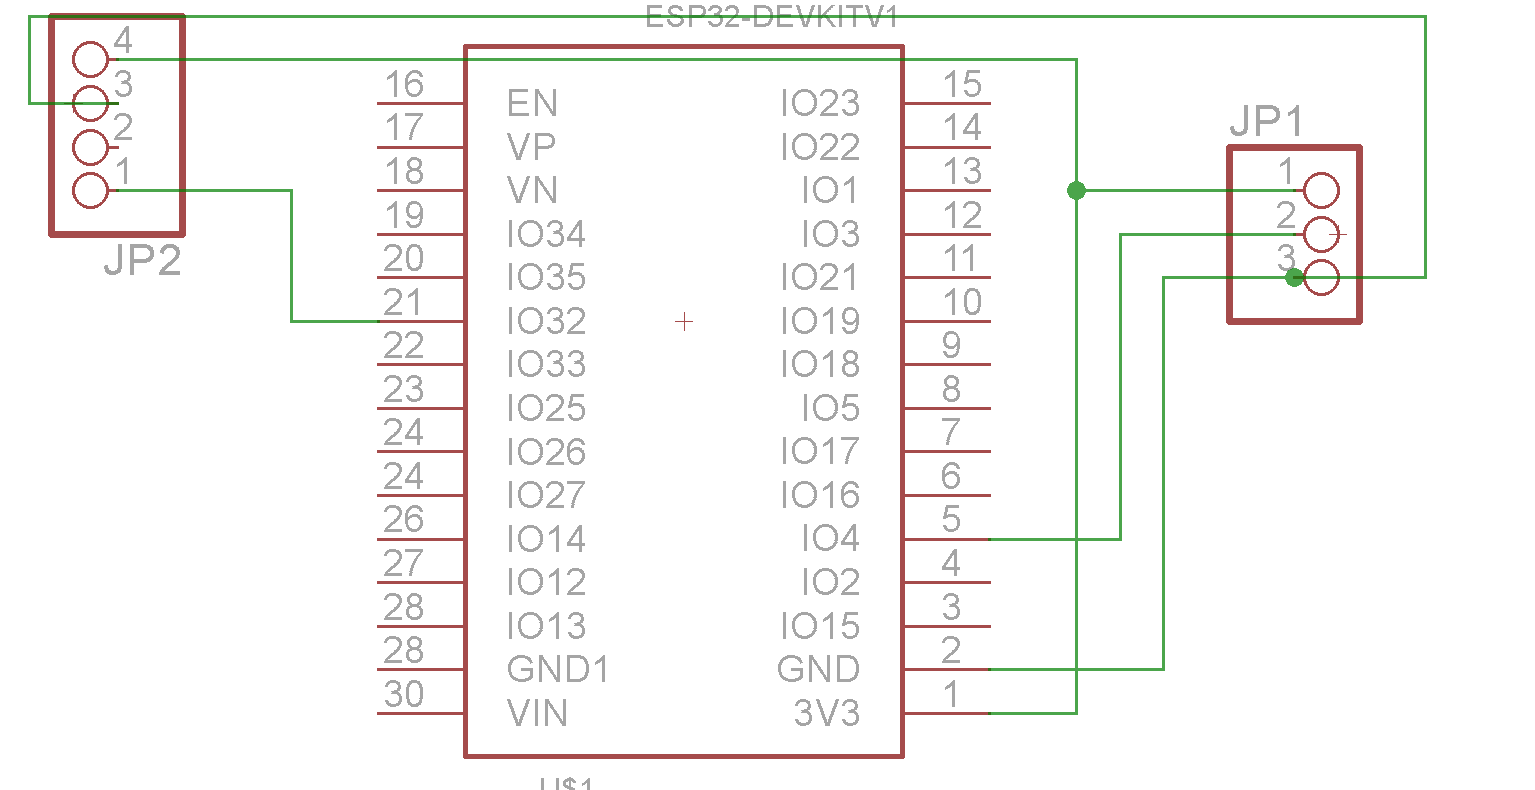 ESP32-DEVKITV1
4
3
2
1
JP2
16 EN IO23 15
17 VP IO22 14
18 VN IO1 13
19 IO34 IO3 12
20 IO35 IO21 11
21 IO32 IO19 10
22 IO33 IO18 9
23 IO25 IO5 8
24 IO26 IO17 7
24 IO27 IO16 6
26 IO14 IO4 5
27 IO12 IO2 4
28 IO13 IO15 3
28 GND1 GND 2
30 VIN 3V3 1
U$1
JP1
1
2
3